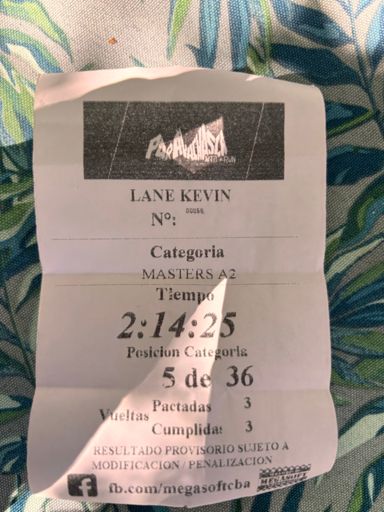 LANE KEVIN
Nº:
Categoria
MASTERS A2
Tiempo
2:14:25
Posicion Categoria
5 de 36
Vueltas
Pactadas 3
Cumplidas 3
RESULTADO PROVISORIO SUJETO A
MODIFICACION / PENALIZACION
f fb.com/megasoftcba
MEGASOFT